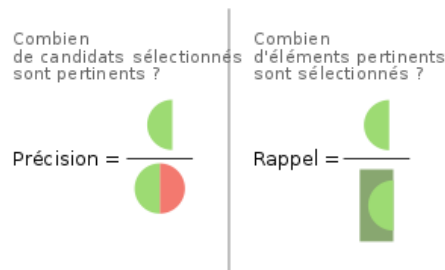 Combien
de candidats sélectionnés
sont pertinents ?
Précision =
Combien
d'éléments pertinents
sont sélectionnés ?
Rappel =